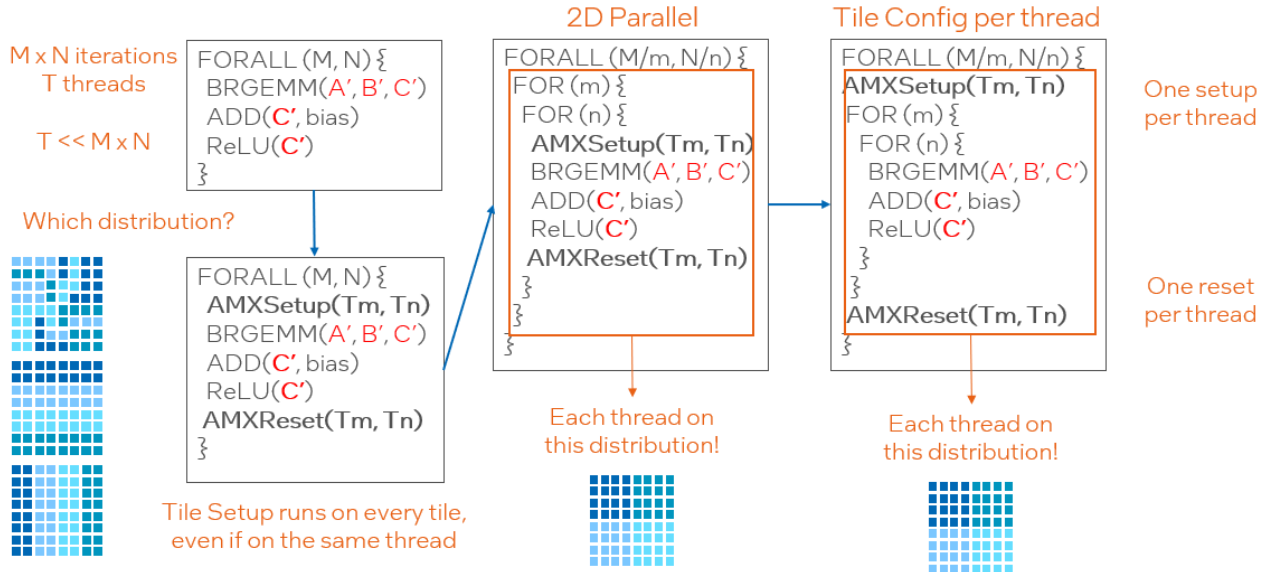 M x N iterations
T threads
T << M x N
FORALL (M, N) {
BRGEMM(A’, B’, C’)
ADD(C’, bias)
ReLU(C’)
}
Which distribution?
FORALL (M, N) {
AMXSetup(Tm, Tn)
BRGEMM(A’, B’, C’)
ADD(C’, bias)
ReLU(C’)
AMXReset(Tm, Tn)
}
Tile Setup runs on every tile,
even if on the same thread
2D Parallel
FORALL (M/m, N/n) {
FOR (m) {
FOR (n) {
AMXSetup(Tm, Tn)
BRGEMM(A’, B’, C’)
ADD(C’, bias)
ReLU(C’)
AMXReset(Tm, Tn)
}
}
}
Each thread on
this distribution!
Tile Config per thread
FORALL (M/m, N/n) {
AMXSetup(Tm, Tn)
FOR (m) {
FOR (n) {
BRGEMM(A’, B’, C’)
ADD(C’, bias)
ReLU(C’)
}
}
AMXReset(Tm, Tn)
}
One setup
per thread
One reset
per thread
Each thread on
this distribution!